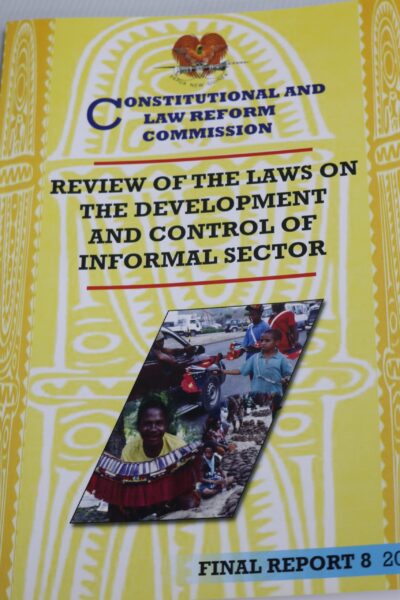 CONSTITUTIONAL AND
LAW REFORM
COMMISSION
REVIEW OF THE LAWS ON
THE DEVELOPMENT
AND CONTROL OF
INFORMAL SECTOR
FINAL REPORT 8 20